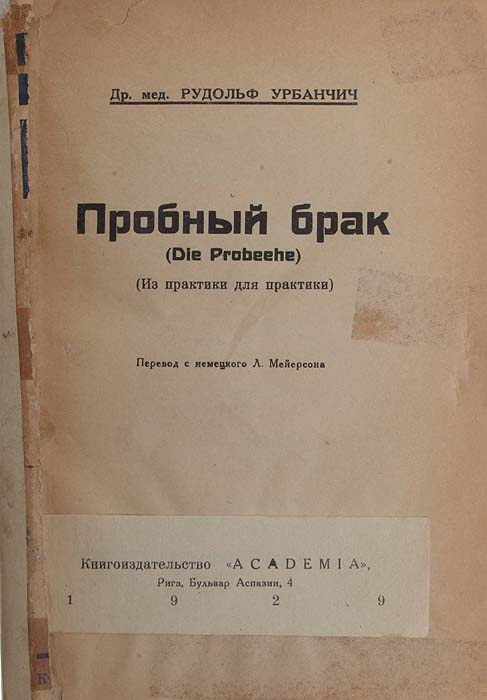 Др. мед. РУДОЛЬФ УРБАНЧИЧ
Пробный брак
(Die Probeehe)
(Из практики для практики)
Перевод с немецкого Л. Мейерсона
Книгоиздательство «ACADEMIA»,
Рига, Бульвар Аспазии, 4
1 9 2 9
К